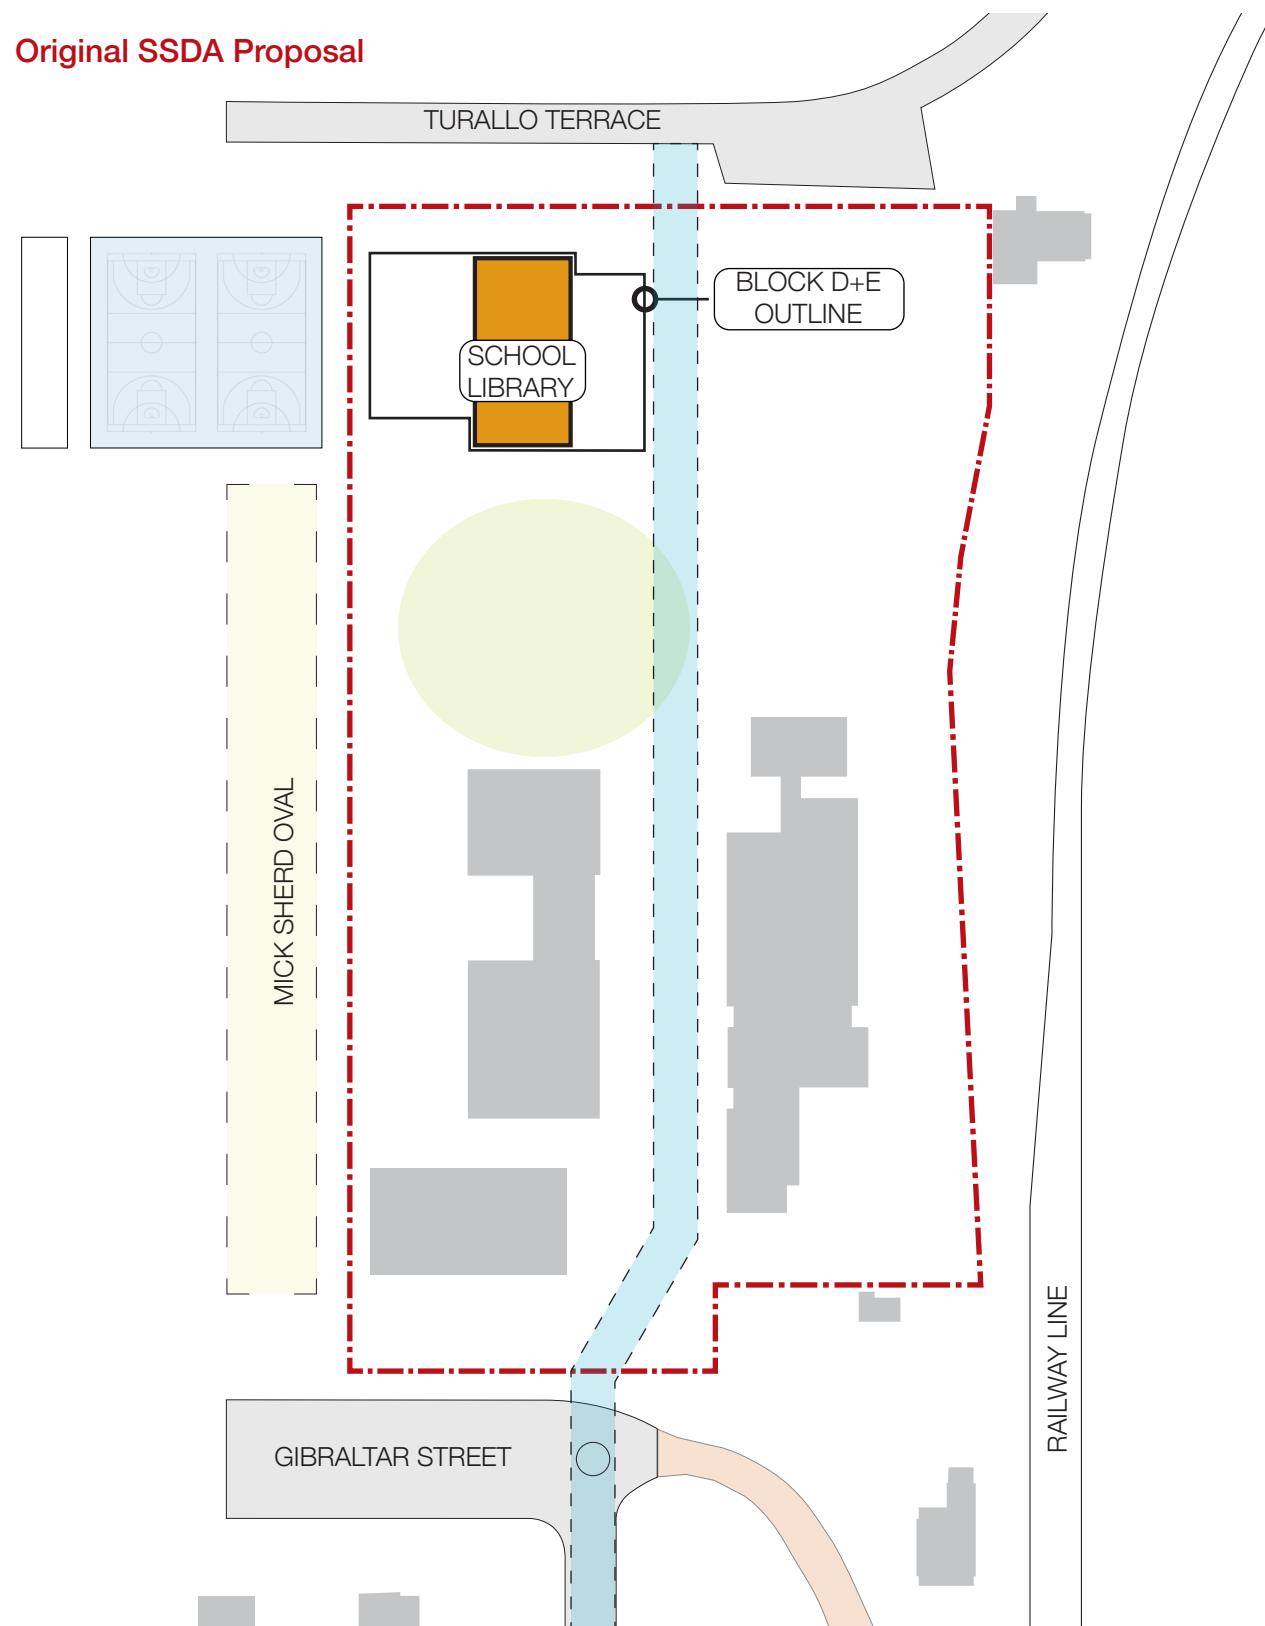 Original SSDA Proposal
TURALLO TERRACE
BLOCK D+E
OUTLINE
SCHOOL
LIBRARY
MICK SHERD OVAL
RAILWAY LINE
GIBRALTAR STREET